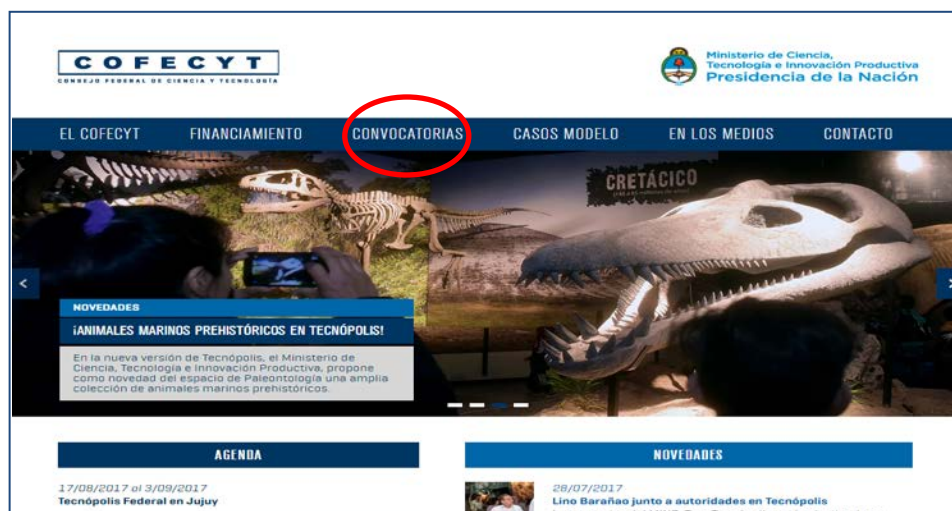 COFECYT
CONSEJO FEDERAL DE CIENCIA Y TECNOLOGÍA
Ministerio de Ciencia,
Tecnología e Innovación Productiva
Presidencia de la Nación
EL COFECYT FINANCIAMIENTO CONVOCATORIAS CASOS MODELO EN LOS MEDIOS CONTACTO
CRETÁCICO
NOVEDADES
¡ANIMALES MARINOS PREHISTÓRICOS EN TECNÓPOLIS!
En la nueva versión de Tecnópolis, el Ministerio de
Ciencia, Tecnología e Innovación Productiva, propone
como novedad del espacio de Paleontología una amplia
colección de animales marinos prehistóricos.
AGENDA
17/08/2017 al 3/09/2017
Tecnópolis Federal en Jujuy
NOVEDADES
28/07/2017
Lino Barañao junto a autoridades en Tecnópolis